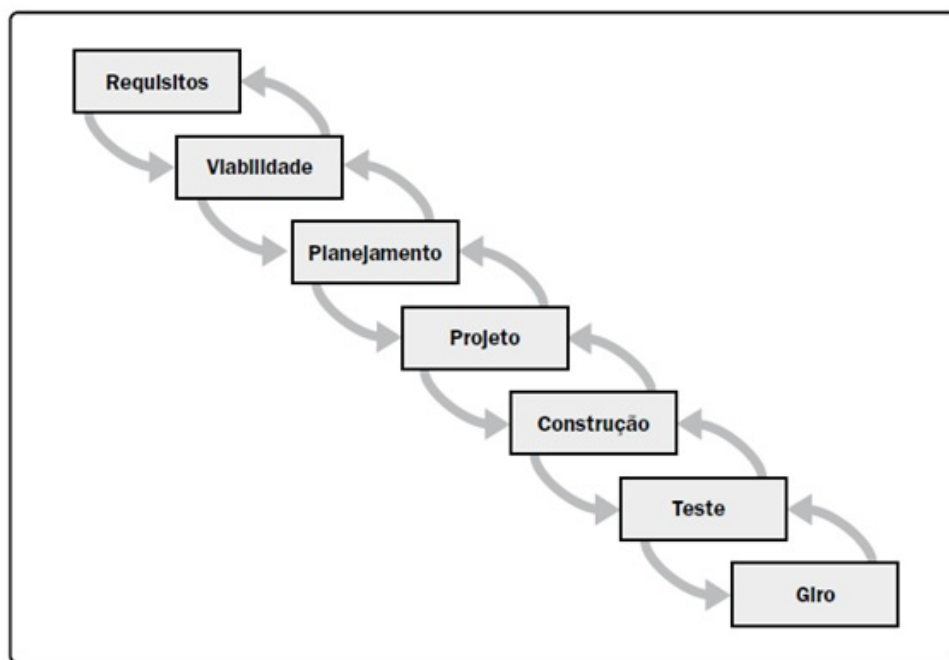 Requisitos
Viabilidade
Planejamento
Projeto
Construção
Teste
Giro